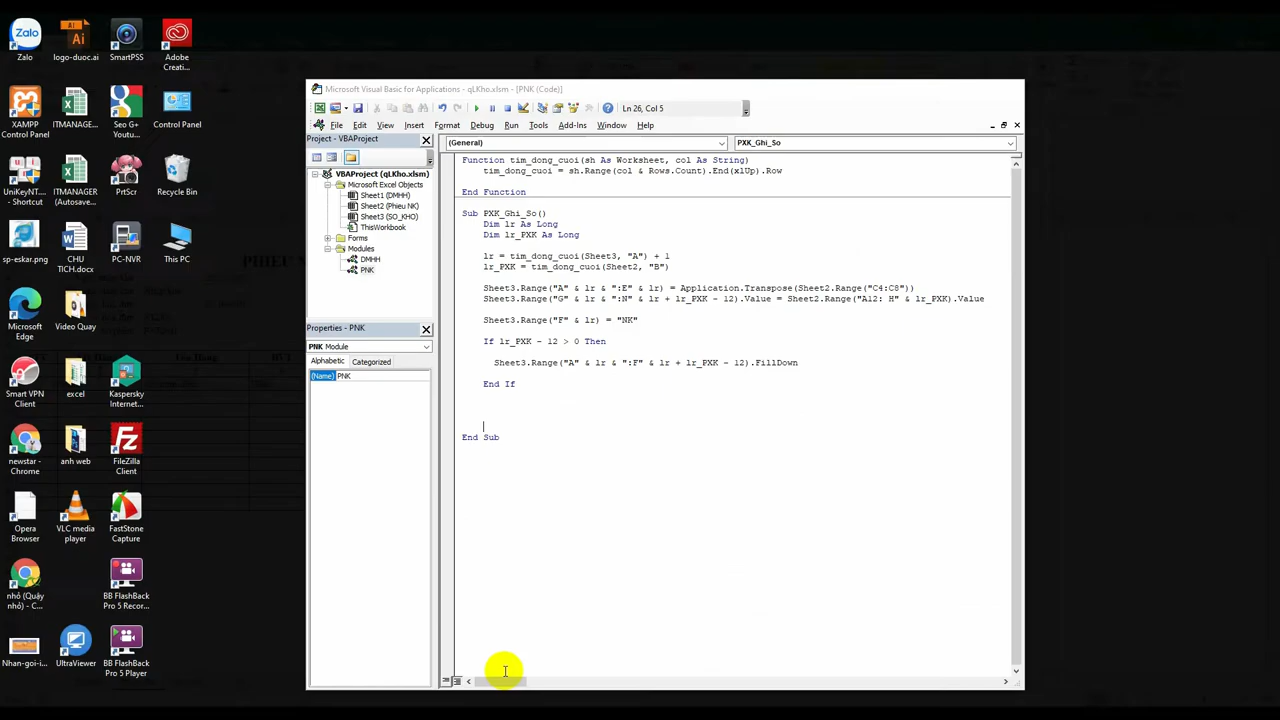 Zalo
logo-duoc.ai
SmartPSS
Adobe
Creati...
XAMPP
Control Panel
ITMANAGE...
Seo G+
Youtu...
Control Panel
UniKeyNT....
- Shortcut
ITMANAGER
(Autosave...
PrtScr
Recycle Bin
sp-eskar.png
CHU
TICH.docx
PC-NVR
This PC
Microsoft
Edge
Video Quay
Smart VPN
Client
excel
Kaspersky
Internet...
newstar -
Chrome
anh web
FileZilla
Client
Opera
Browser
VLC media
player
FastStone
Capture
nhỏ (Quậy
nhỏ) - C...
BB FlashBack
Pro 5 Recor...
Nhan-goi-i...
UltraViewer
BB FlashBack
Pro 5 Player
Microsoft Visual Basic for Applications - qLKho.xlsm - [PNK (Code)]
Ln 26, Col 5
File Edit View Insert Format Debug Run Tools Add-Ins Window Help
Project - VBAProject
VBAProject (qLKho.xlsm)
Microsoft Excel Objects
Sheet1 (DMHH)
Sheet2 (Phieu NK)
Sheet3 (SO_KHO)
ThisWorkbook
Forms
Modules
DMHH
PNK
Properties - PNK
PNK Module
Alphabetic Categorized
(Name) PNK
(General) PXK_Ghi_So
Function tim_dong_cuoi(sh As Worksheet, col As String)
tim_dong_cuoi = sh.Range(col & Rows.Count).End(xlUp).Row
End Function
Sub PXK_Ghi_So()
Dim lr As Long
Dim lr_PXK As Long
lr = tim_dong_cuoi(Sheet3, "A") + 1
lr_PXK = tim_dong_cuoi(Sheet2, "B")
Sheet3.Range("A" & lr & ":E" & lr) = Application.Transpose(Sheet2.Range("C4:C8"))
Sheet3.Range("G" & lr & ":N" & lr + lr_PXK - 12).Value = Sheet2.Range("A12: H" & lr_PXK).Value
Sheet3.Range("F" & lr) = "NK"
If lr_PXK - 12 > 0 Then
Sheet3.Range("A" & lr & ":F" & lr + lr_PXK - 12).FillDown
End If
End Sub